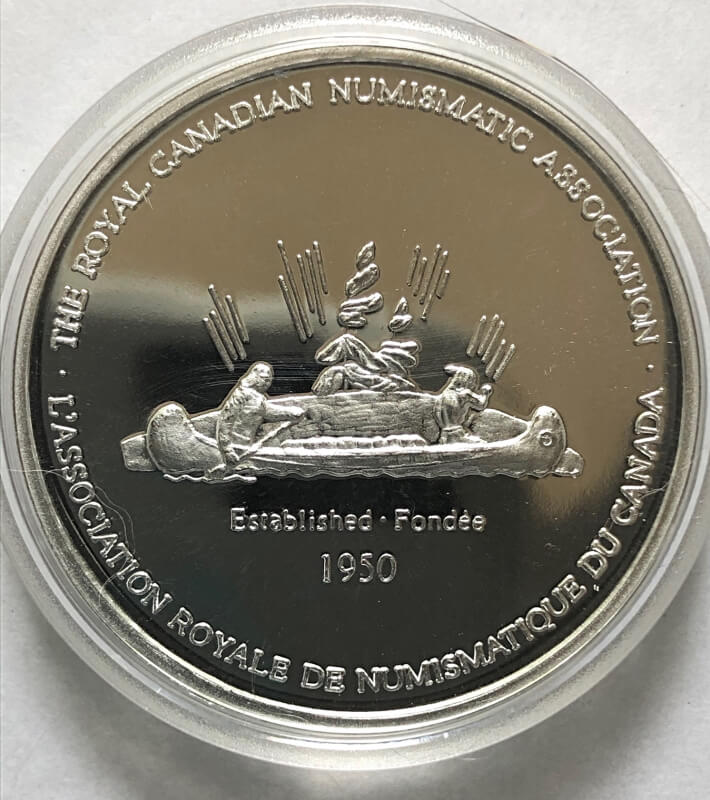 THE ROYAL CANADIAN NUMISMATIC ASSOCIATION ·
Established · Fondée
1950
L'ASSOCIATION ROYALE DE NUMISMATIQUE DU CANADA ·